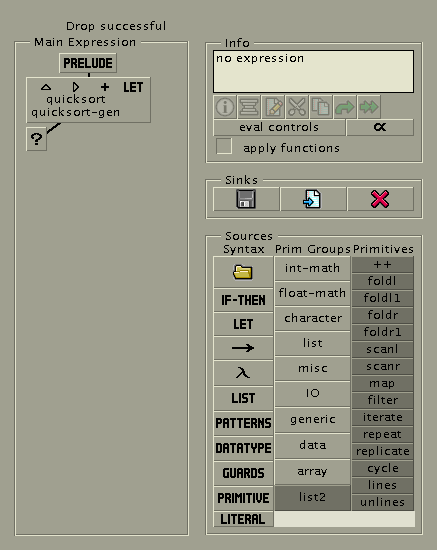 Drop successful
Main Expression
PRELUDE
+ LET
quicksort
quicksort-gen
?
Info
no expression
eval controls
α
apply functions
Sinks
Sources
Syntax Prim Groups Primitives
IF-THEN
LET
→
λ
LIST
PATTERNS
DATATYPE
GUARDS
PRIMITIVE
LITERAL
int-math
float-math
character
list
misc
IO
generic
data
array
list2
++
foldl
foldl1
foldr
foldr1
scanl
scanr
map
filter
iterate
repeat
replicate
cycle
lines
unlines